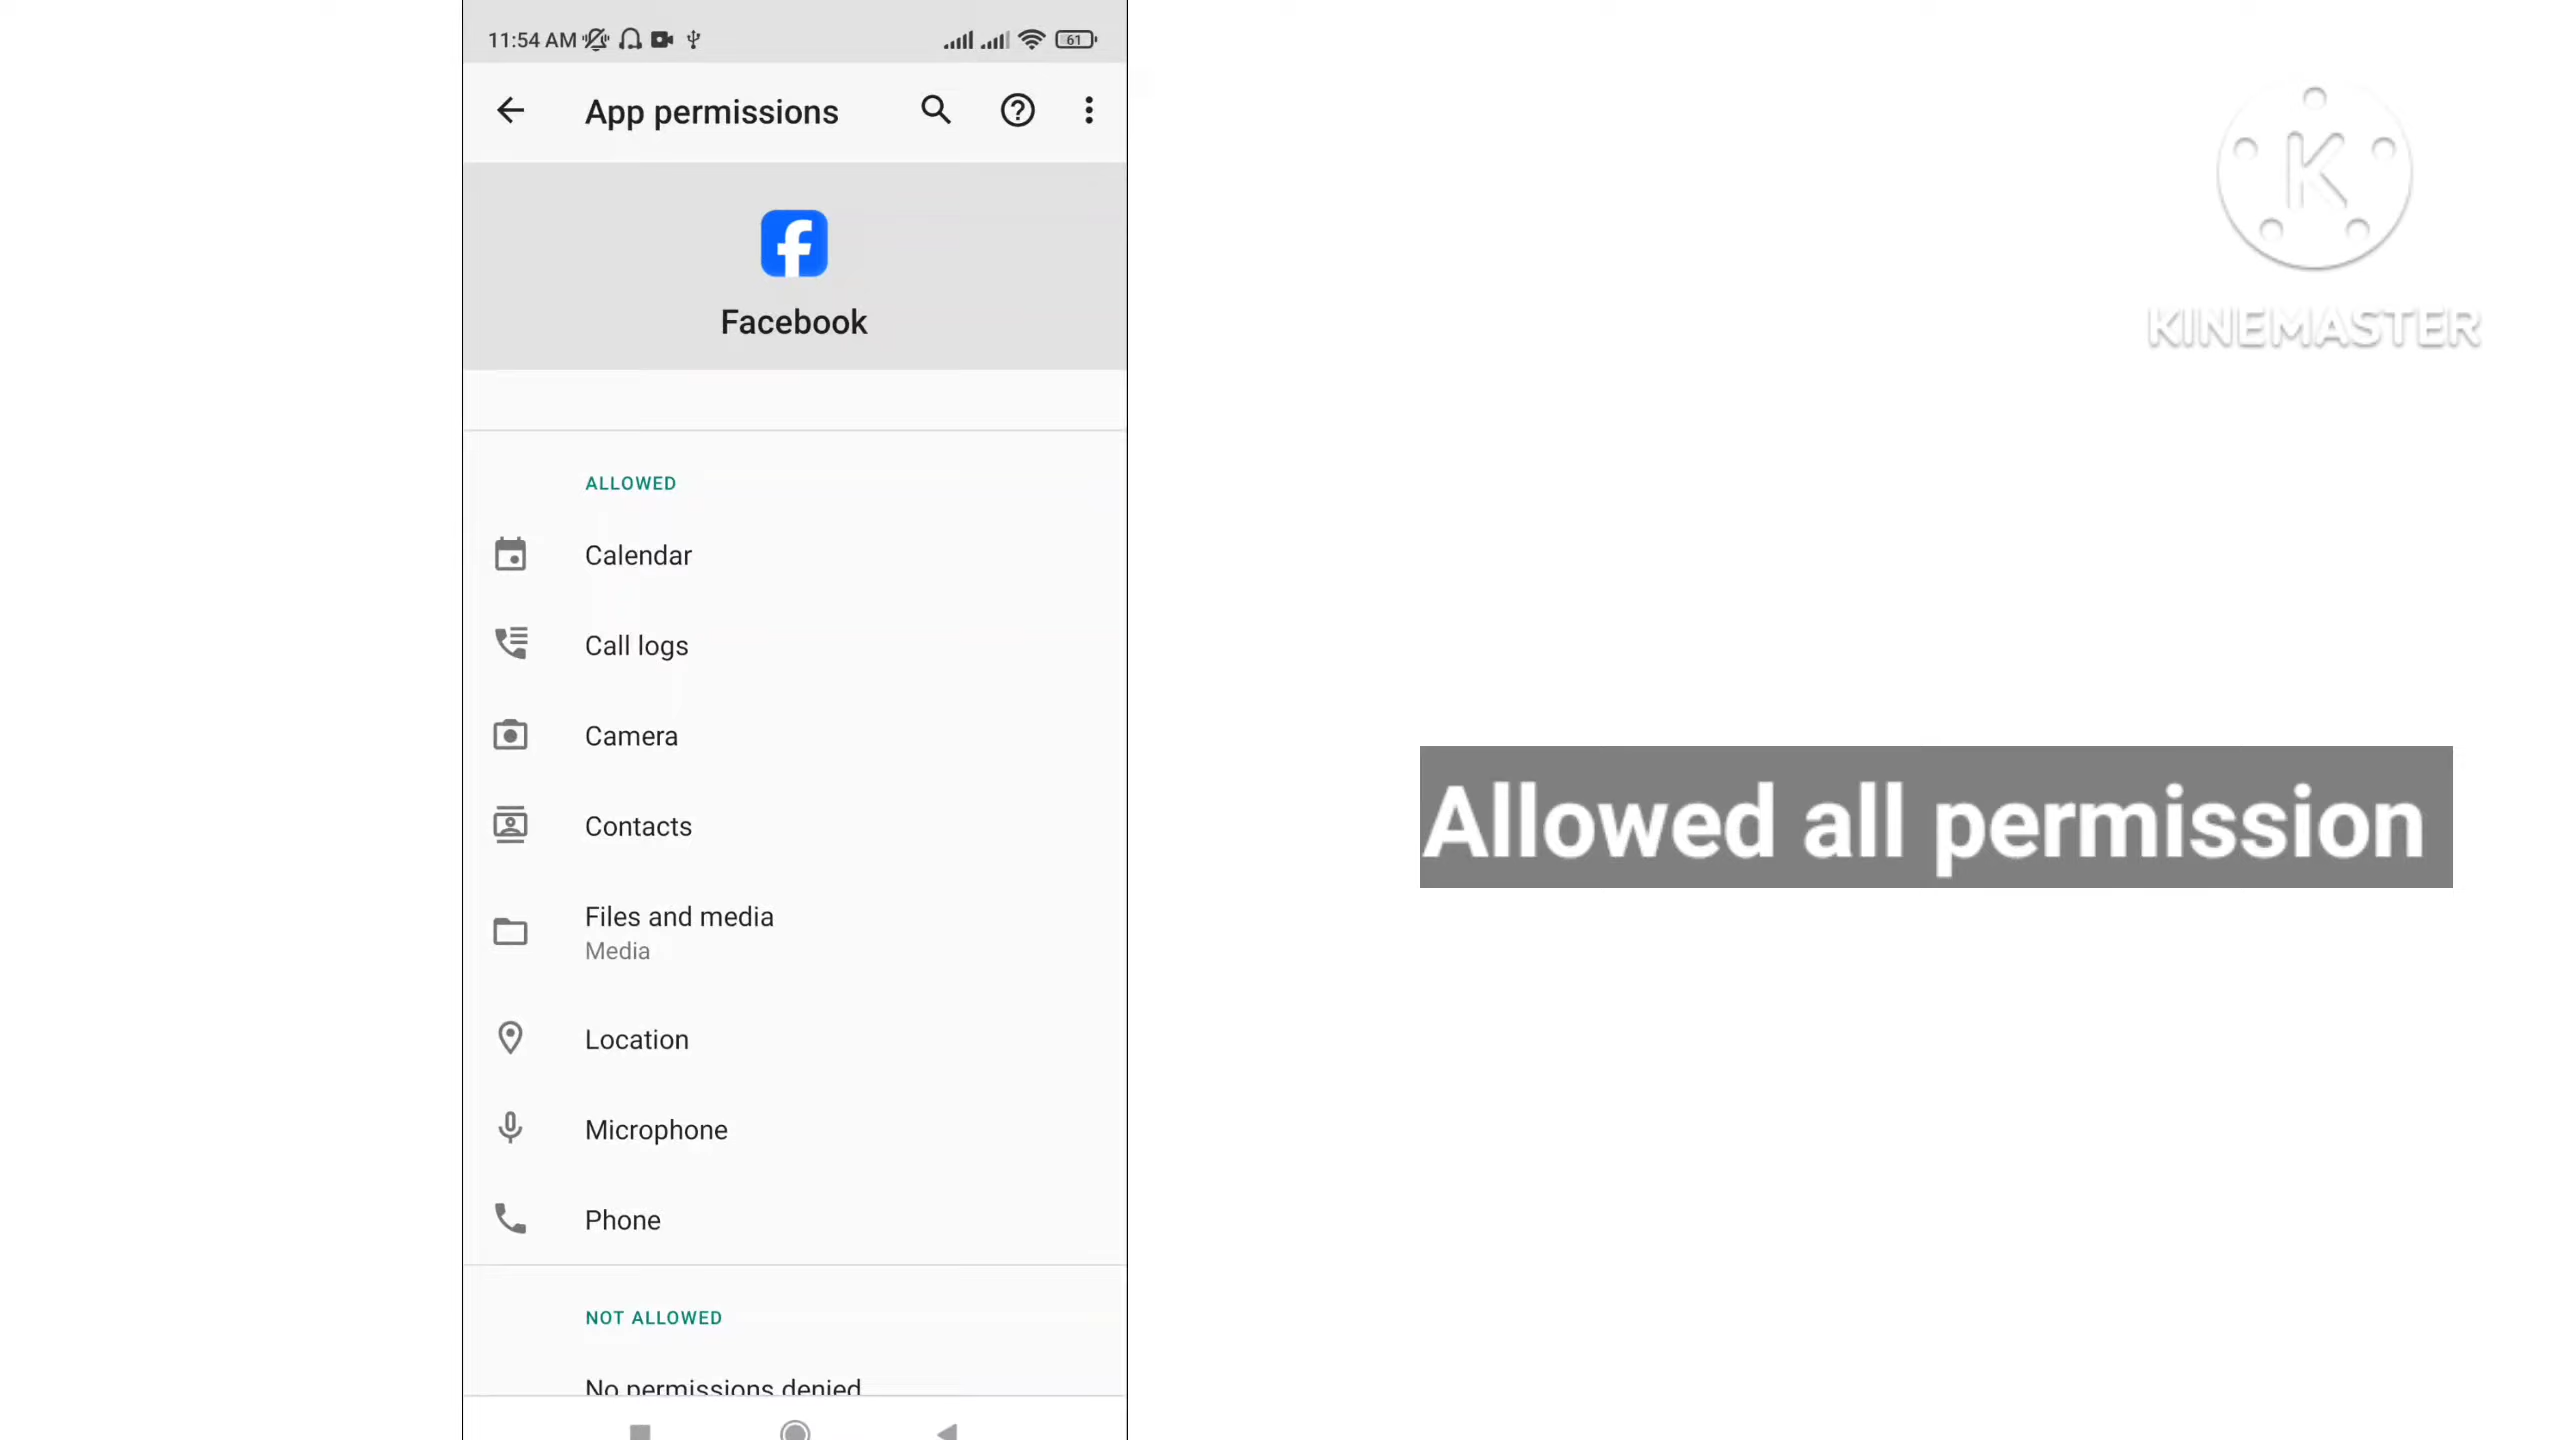 11:54 AM
61
App permissions
Facebook
ALLOWED
Calendar
Call logs
Camera
Contacts
Files and media
Media
Location
Microphone
Phone
NOT ALLOWED
No permissions denied
K
KINEMASTER
Allowed all permission